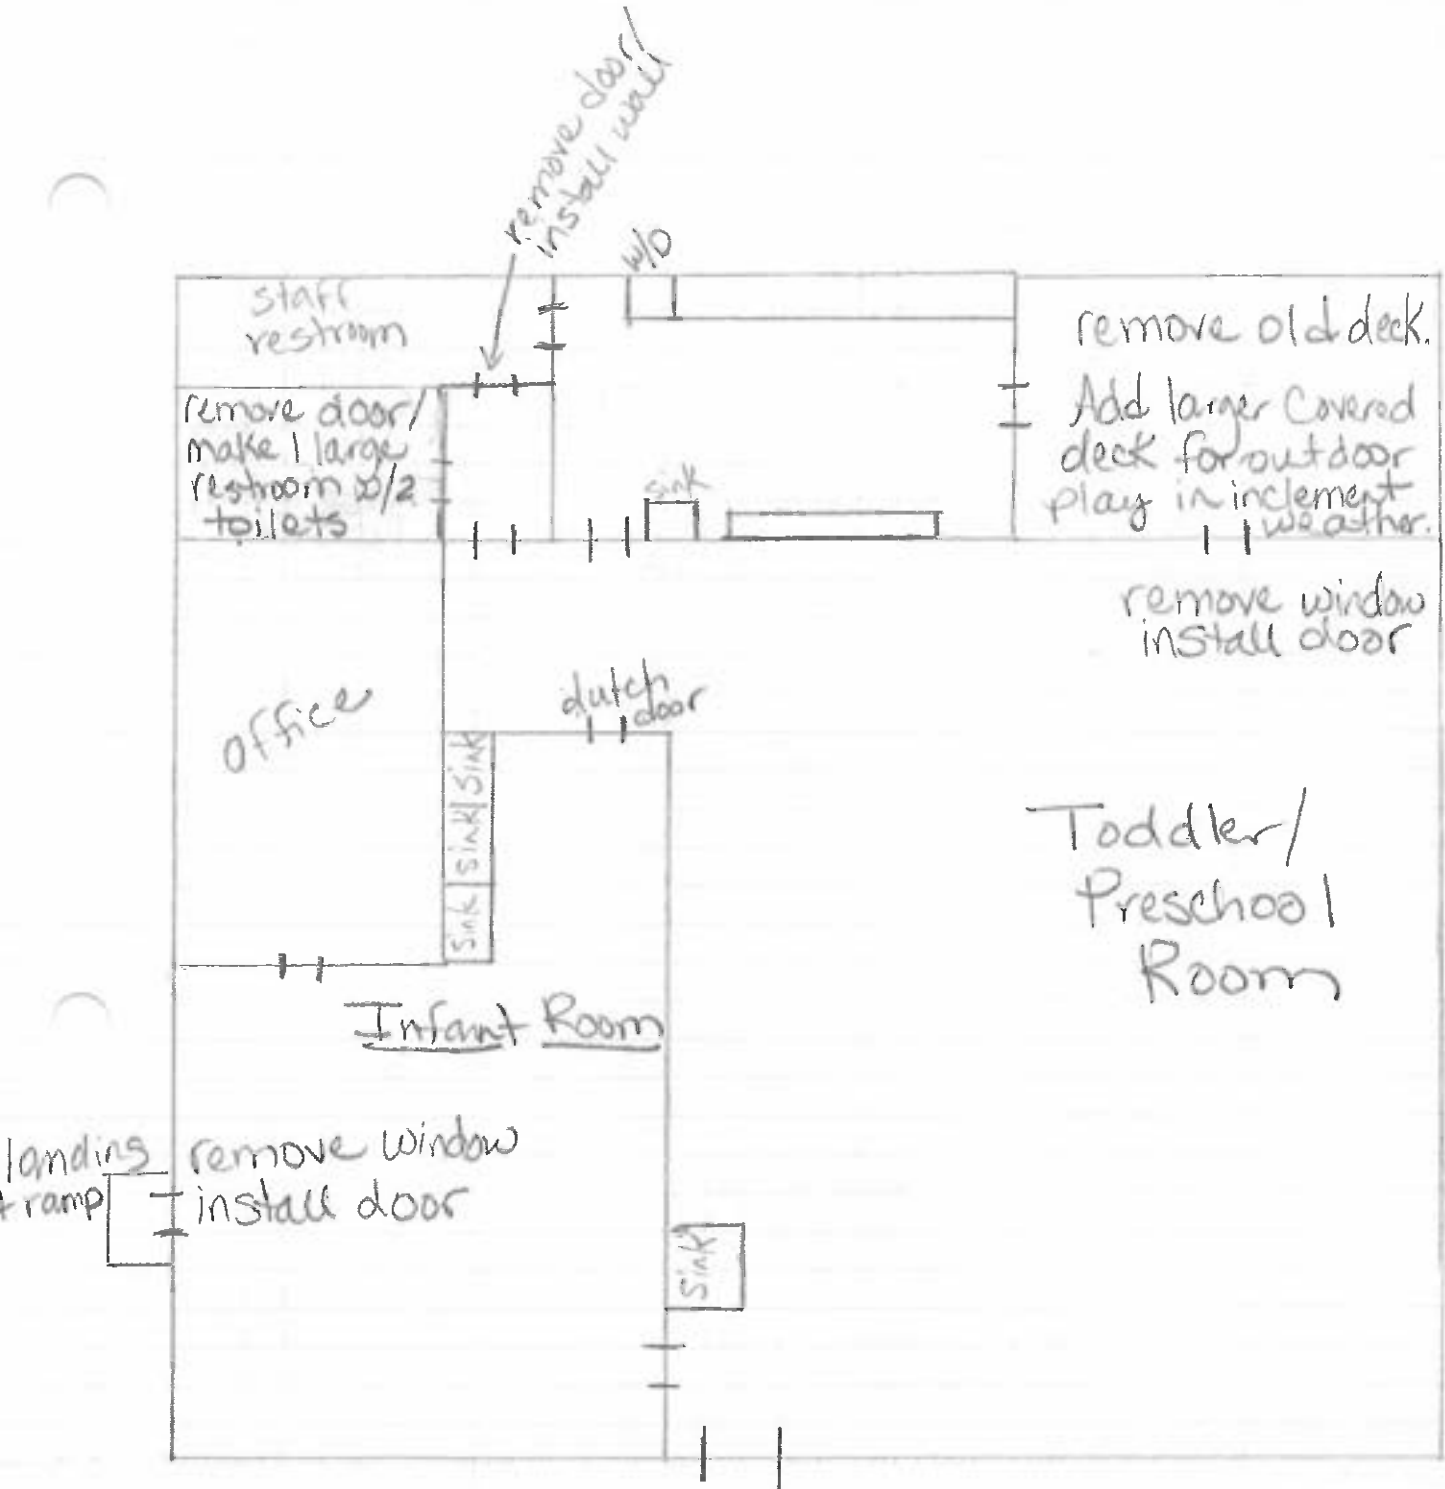 remove door/
install wall
W/D
staff
restroom
remove old deck.
Add larger Covered
deck for outdoor
play in inclement
weather.
remove door/
make 1 large
restroom w/2
toilets
sink
remove window
install door
office
dutch
door
sink|sink|sink
Toddler/
Preschool
Room
Infant Room
landing
+ ramp
remove window
install door
sink